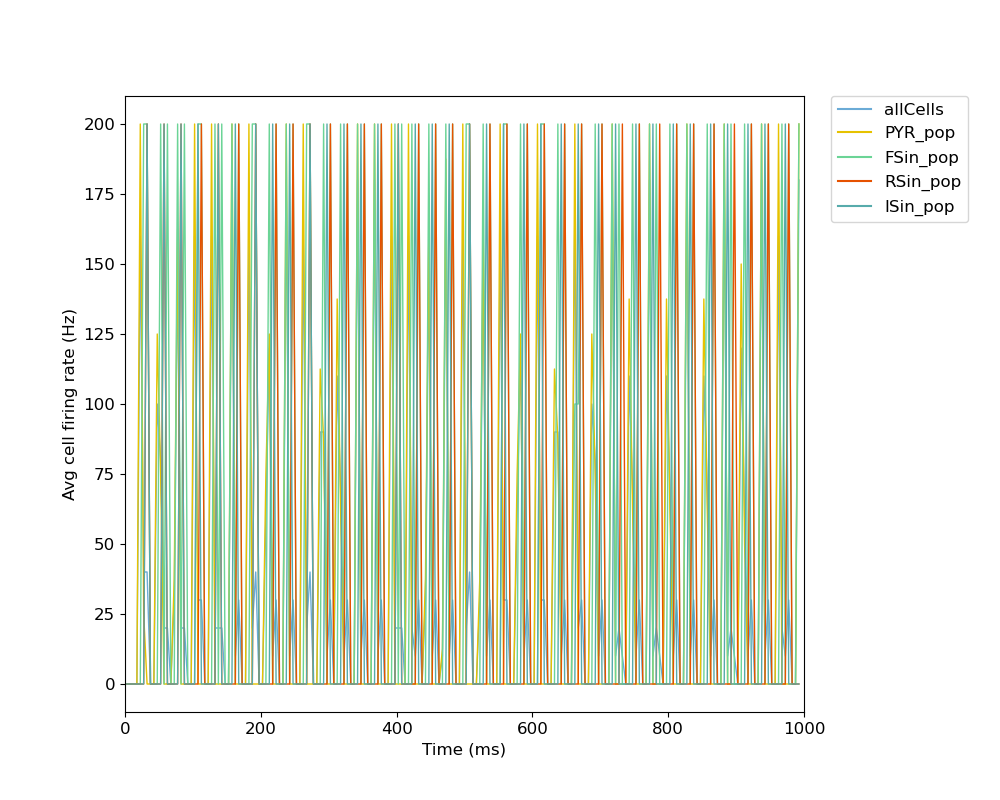 allCells
PYR_pop
FSin_pop
RSin_pop
ISin_pop
200
175
150
125
100
75
50
25
0
Avg cell firing rate (Hz)
0 200 400 600 800 1000
Time (ms)